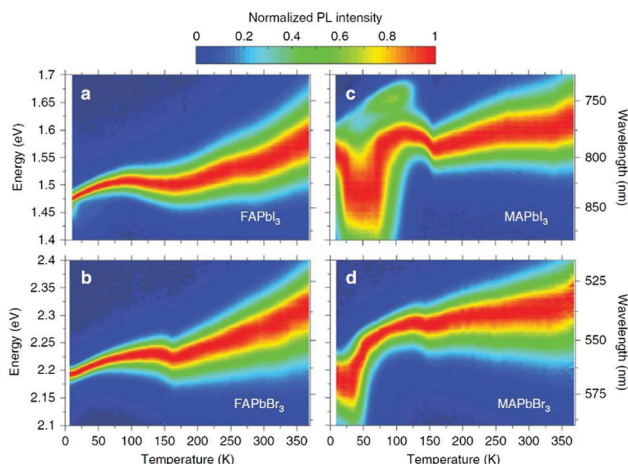 Normalized PL intensity
0 0.2 0.4 0.6 0.8 1
1.7
1.65
1.6
1.55
1.5
1.45
1.4
Energy (eV)
a
FAPbI3
c
MAPbI3
750
800
850
Wavelength (nm)
2.4
2.35
2.3
2.25
2.2
2.15
2.1
Energy (eV)
b
FAPbBr3
d
MAPbBr3
525
550
575
Wavelength (nm)
0 50 100 150 200 250 300 350
0 50 100 150 200 250 300 350
Temperature (K)
Temperature (K)